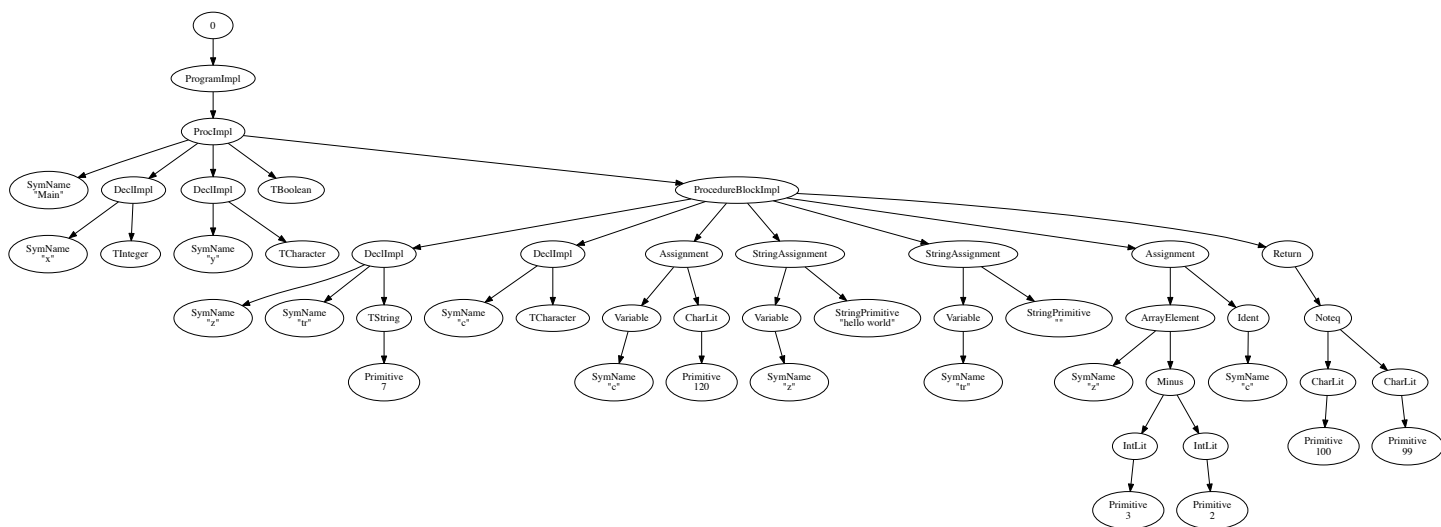 0
ProgramImpl
ProcImpl
SymName
"Main"
DeclImpl
DeclImpl
TBoolean
ProcedureBlockImpl
SymName
"x"
TInteger
SymName
"y"
TCharacter
DeclImpl
DeclImpl
Assignment
StringAssignment
StringAssignment
Assignment
Return
SymName
"z"
SymName
"tr"
TString
SymName
"c"
TCharacter
Variable
CharLit
Variable
StringPrimitive
"hello world"
Variable
StringPrimitive
""
ArrayElement
Ident
Noteq
Primitive
7
SymName
"c"
Primitive
120
SymName
"z"
SymName
"tr"
SymName
"z"
Minus
SymName
"c"
CharLit
CharLit
IntLit
IntLit
Primitive
100
Primitive
99
Primitive
3
Primitive
2